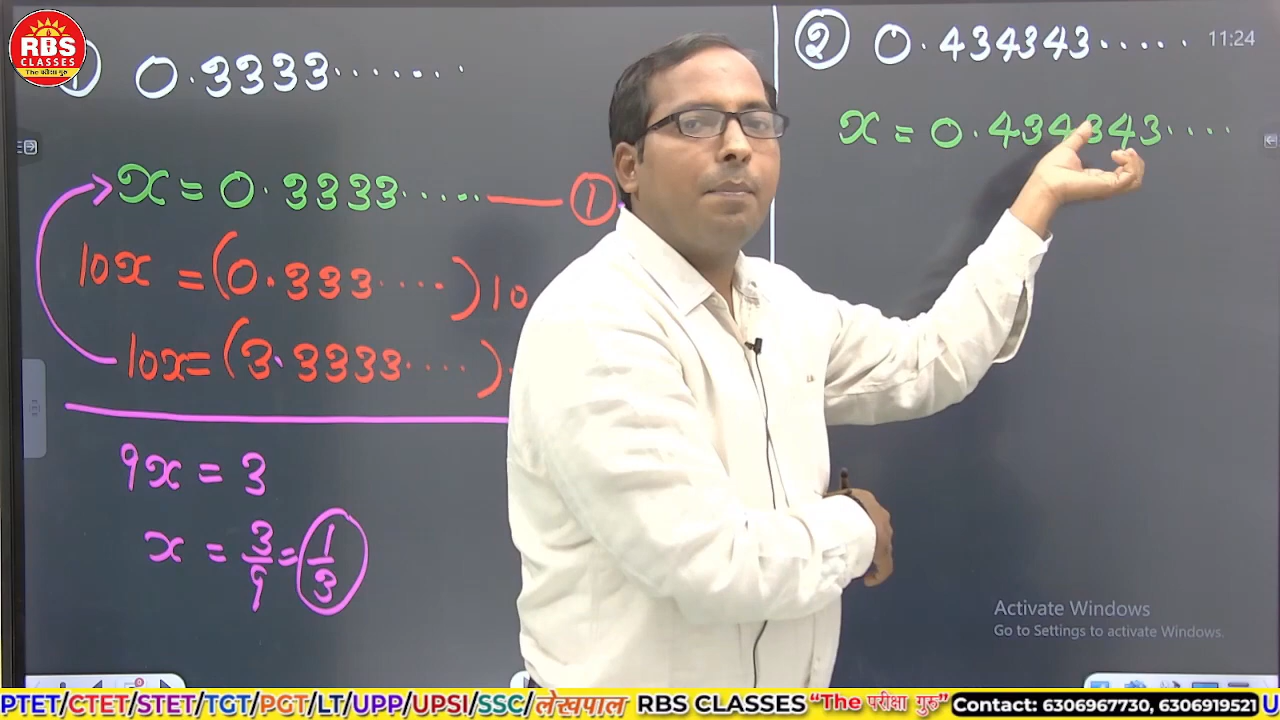 RBS
CLASSES
The परीक्षा गुरु
1) 0.3333.......
x = 0.3333..... — ①
10x = (0.333....) 10
10x = (3.3333....)
9x = 3
x = 3/9 = 1/3
② 0.434343.....
11:24
x = 0.434343....
Activate Windows
Go to Settings to activate Windows.
PTET/CTET/STET/TGT/PGT/LT/UPP/UPSI/SSC/लेखपाल RBS CLASSES “The परीक्षा गुरु” Contact: 6306967730, 6306919521 U